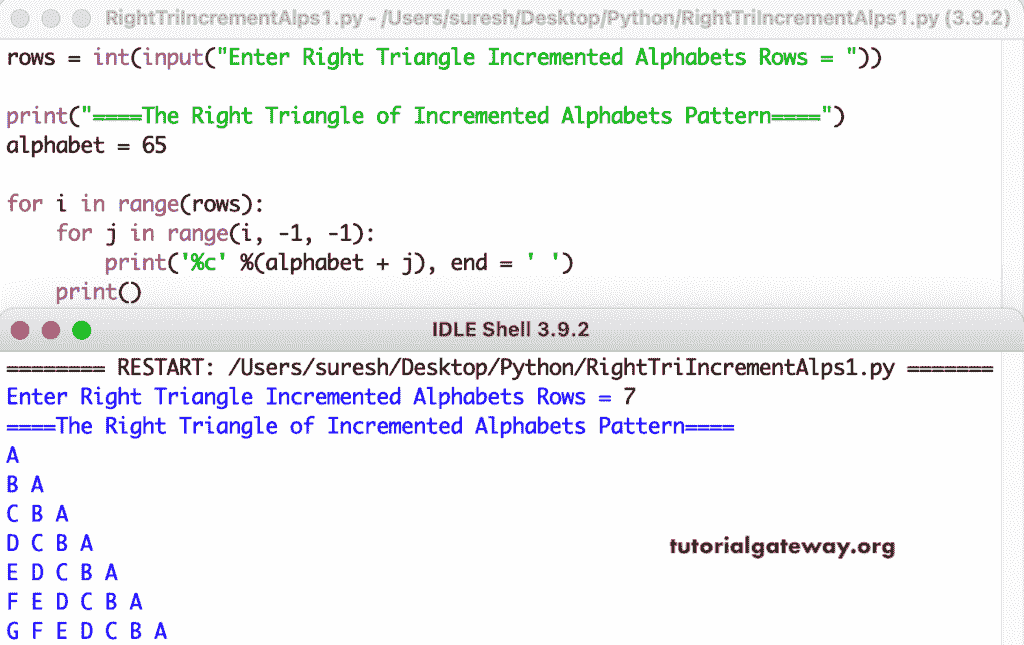 RightTriIncrementAlps1.py - /Users/suresh/Desktop/Python/RightTriIncrementAlps1.py (3.9.2)
rows = int(input("Enter Right Triangle Incremented Alphabets Rows = "))
print("====The Right Triangle of Incremented Alphabets Pattern====")
alphabet = 65
for i in range(rows):
    for j in range(i, -1, -1):
        print('%c' %(alphabet + j), end = ' ')
    print()
IDLE Shell 3.9.2
======== RESTART: /Users/suresh/Desktop/Python/RightTriIncrementAlps1.py =======
Enter Right Triangle Incremented Alphabets Rows = 7
====The Right Triangle of Incremented Alphabets Pattern====
A
B A
C B A
D C B A
E D C B A
F E D C B A
G F E D C B A
tutorialgateway.org